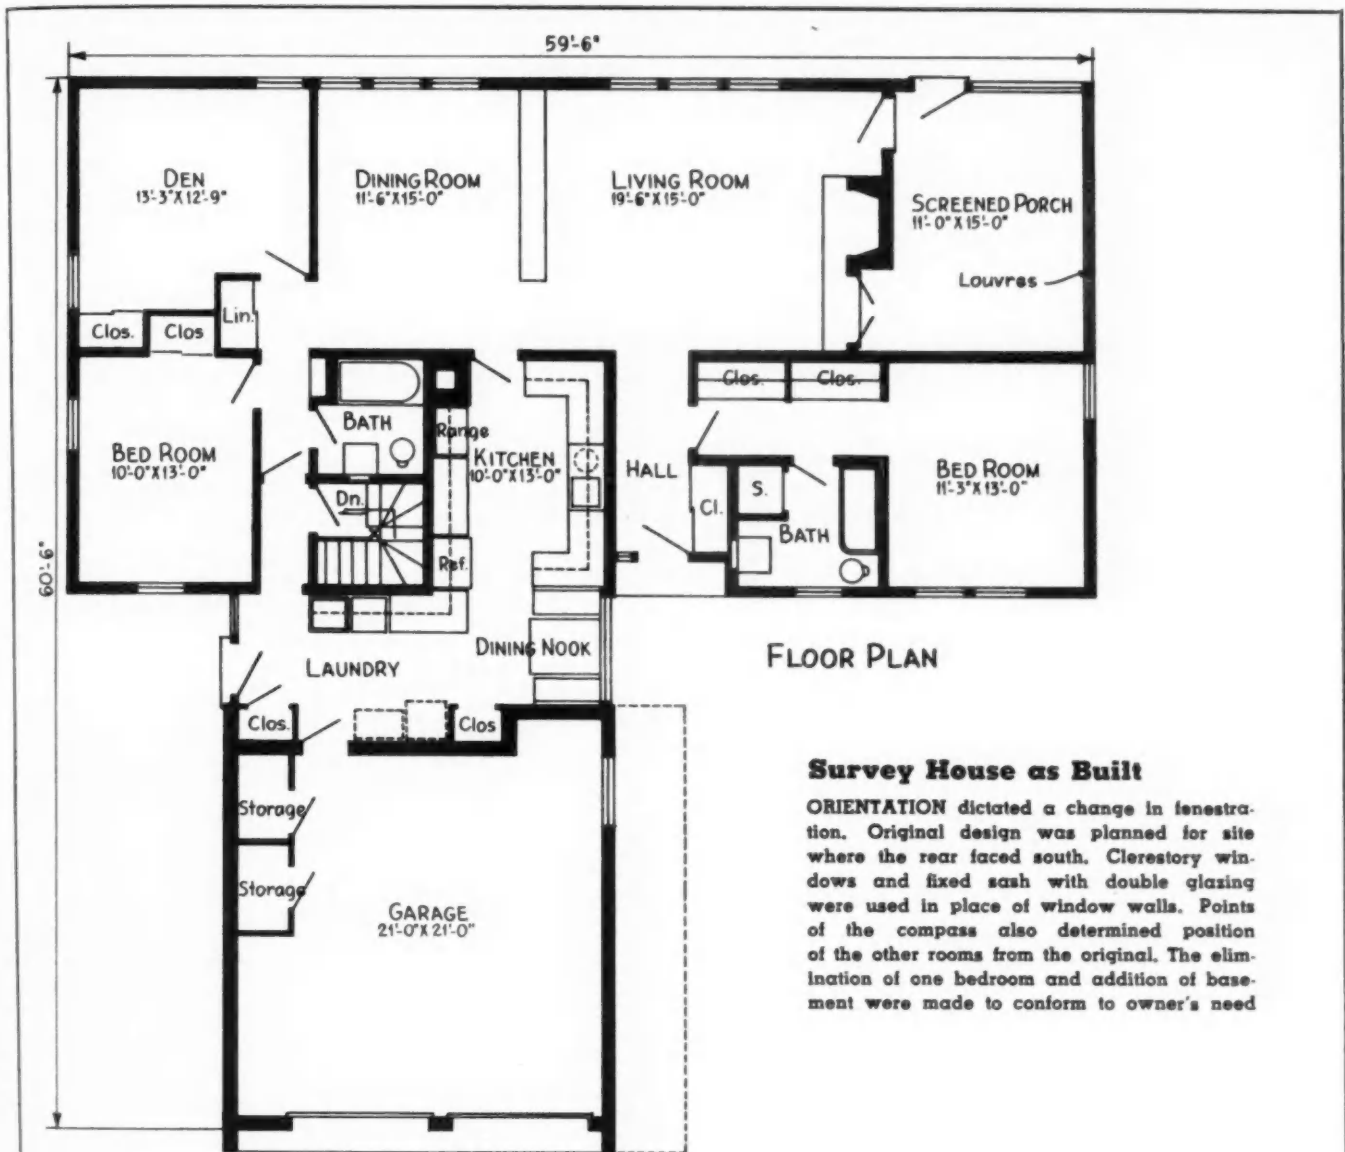 59'-6"
60'-6"
DEN
13'-3"X12'-9"
DINING ROOM
11'-6"X15'-0"
LIVING ROOM
19'-6"X15'-0"
SCREENED PORCH
11'-0"X15'-0"
Louvres
Clos.
Clos
Lin.
BED ROOM
10'-0"X13'-0"
BATH
Dn.
Range
KITCHEN
10'-0"X13'-0"
Ref.
HALL
Clos.
Clos.
Cl.
S.
BATH
BED ROOM
11'-3"X13'-0"
DINING NOOK
LAUNDRY
Clos.
Clos
Storage
Storage
GARAGE
21'-0"X21'-0"
FLOOR PLAN
Survey House as Built
ORIENTATION dictated a change in fenestra-
tion. Original design was planned for site
where the rear faced south. Clerestory win-
dows and fixed sash with double glazing
were used in place of window walls. Points
of the compass also determined position
of the other rooms from the original. The elim-
ination of one bedroom and addition of base-
ment were made to conform to owner's need